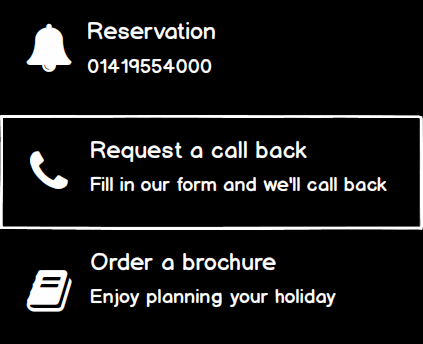 Reservation
01419554000
Request a call back
Fill in our form and we'll call back
Order a brochure
Enjoy planning your holiday